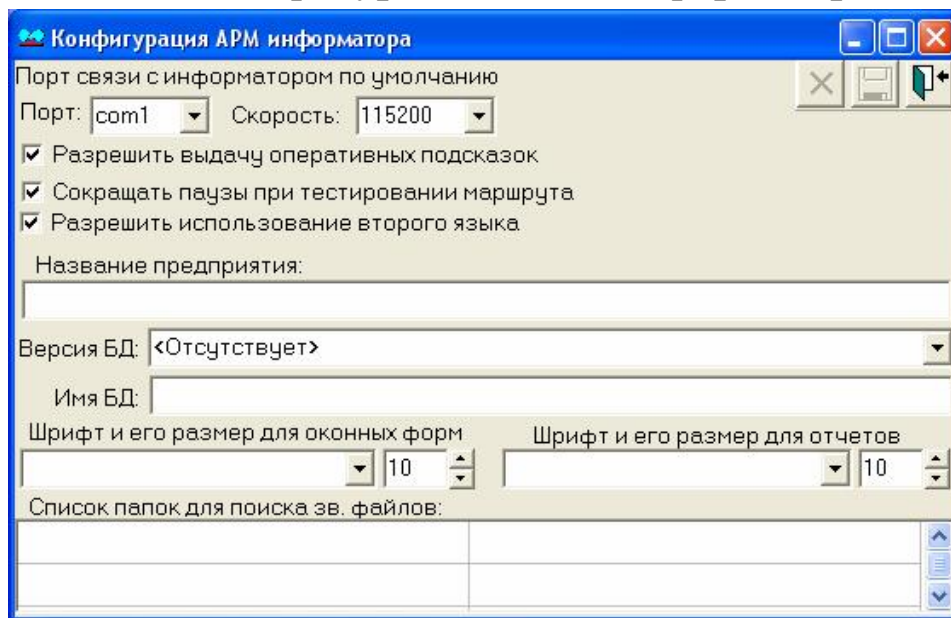 Конфигурация АРМ информатора
Порт связи с информатором по умолчанию
Порт: com1 Скорость: 115200
Разрешить выдачу оперативных подсказок
Сокращать паузы при тестировании маршрута
Разрешить использование второго языка
Название предприятия:
Версия БД: <Отсутствует>
Имя БД:
Шрифт и его размер для оконных форм Шрифт и его размер для отчетов
10 10
Список папок для поиска зв. файлов: